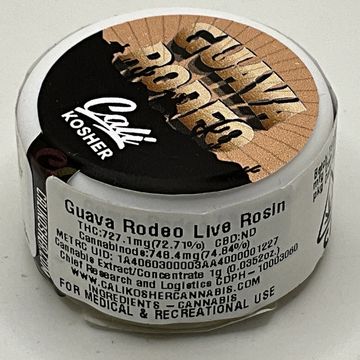 GUAVA
RODEO
Cali
KOSHER
Guava Rodeo Live Rosin
THC:727.1mg(72.71%) CBD:ND
Cannabinode:748.4mg(74.84%)
METRC UID: 1A4060300003AA4000001227
Cannabis Extract/Concentrate 1g (0.0352oz.)
Chjet Research and Logistics CDPH-10003060
WWW.CALIKOSHERCANNABIS.COM
INGREDIENTS - CANNABIS
FOR MEDICAL & RECREATIONAL USE